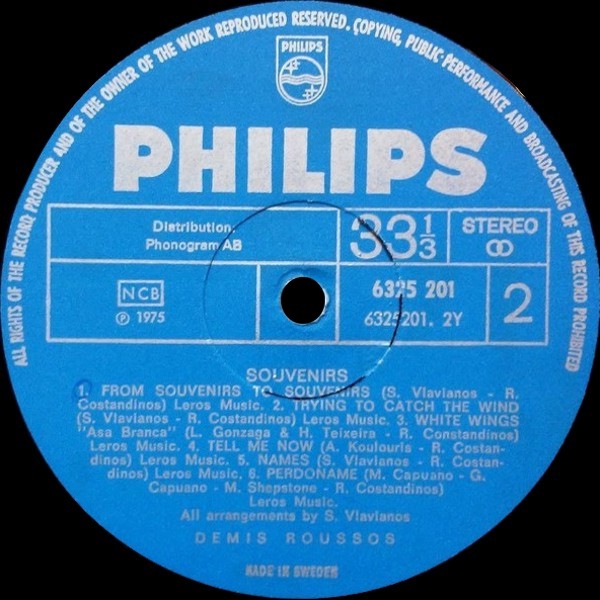 ALL RIGHTS OF THE RECORD PRODUCER AND OF THE OWNER OF THE WORK REPRODUCED RESERVED. COPYING, PUBLIC PERFORMANCE AND BROADCASTING OF THIS RECORD PROHIBITED
PHILIPS
PHILIPS
Distribution:
Phonogram AB
33 1/3
STEREO
NCB
℗ 1975
6325 201
6325201. 2Y
2
SOUVENIRS
1. FROM SOUVENIRS TO SOUVENIRS (S. Vlavianos - R.
Costandinos) Leros Music. 2. TRYING TO CATCH THE WIND
(S. Vlavianos - R. Costandinos) Leros Music. 3. WHITE WINGS
"Asa Branca" (L. Gonzaga & H. Teixeira - R. Constandinos)
Leros Music. 4. TELL ME NOW (A. Koulouris - R. Costan-
dinos) Leros Music. 5. NAMES (S. Vlavianos - R. Costan-
dinos) Leros Music. 6. PERDONAME (M. Capuano - G.
Capuano - M. Shepstone - R. Costandinos)
Leros Music.
All arrangements by S. Vlavianos
DEMIS ROUSSOS
MADE IN SWEDEN